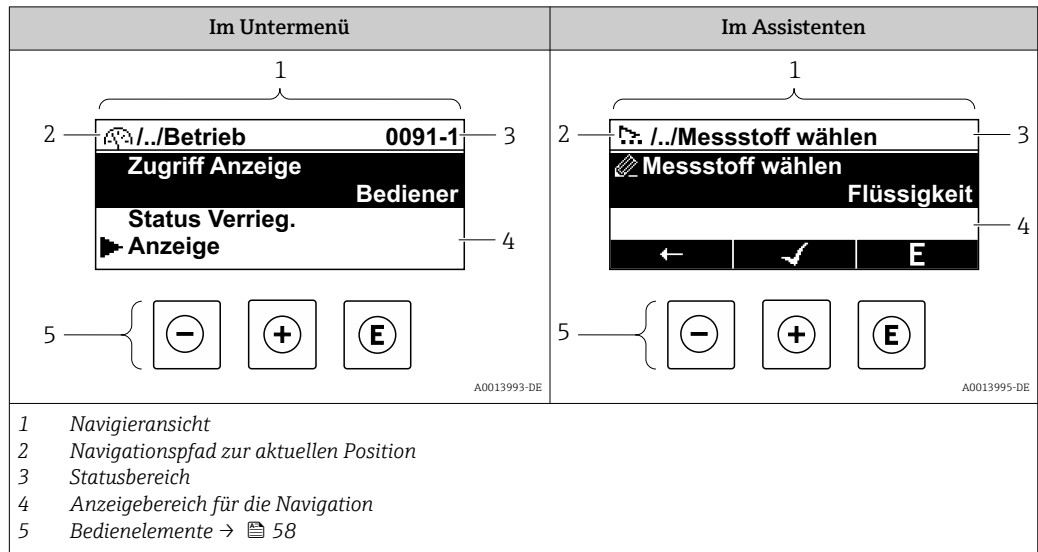 Im Untermenü
Im Assistenten
1
2
/../Betrieb 0091-1
3
Zugriff Anzeige
Bediener
Status Verrieg.
Anzeige
4
5
- + E
A0013993-DE
1
2
/../Messstoff wählen
3
Messstoff wählen
Flüssigkeit
4
← ✓ E
5
- + E
A0013995-DE
1 Navigieransicht
2 Navigationspfad zur aktuellen Position
3 Statusbereich
4 Anzeigebereich für die Navigation
5 Bedienelemente → 58